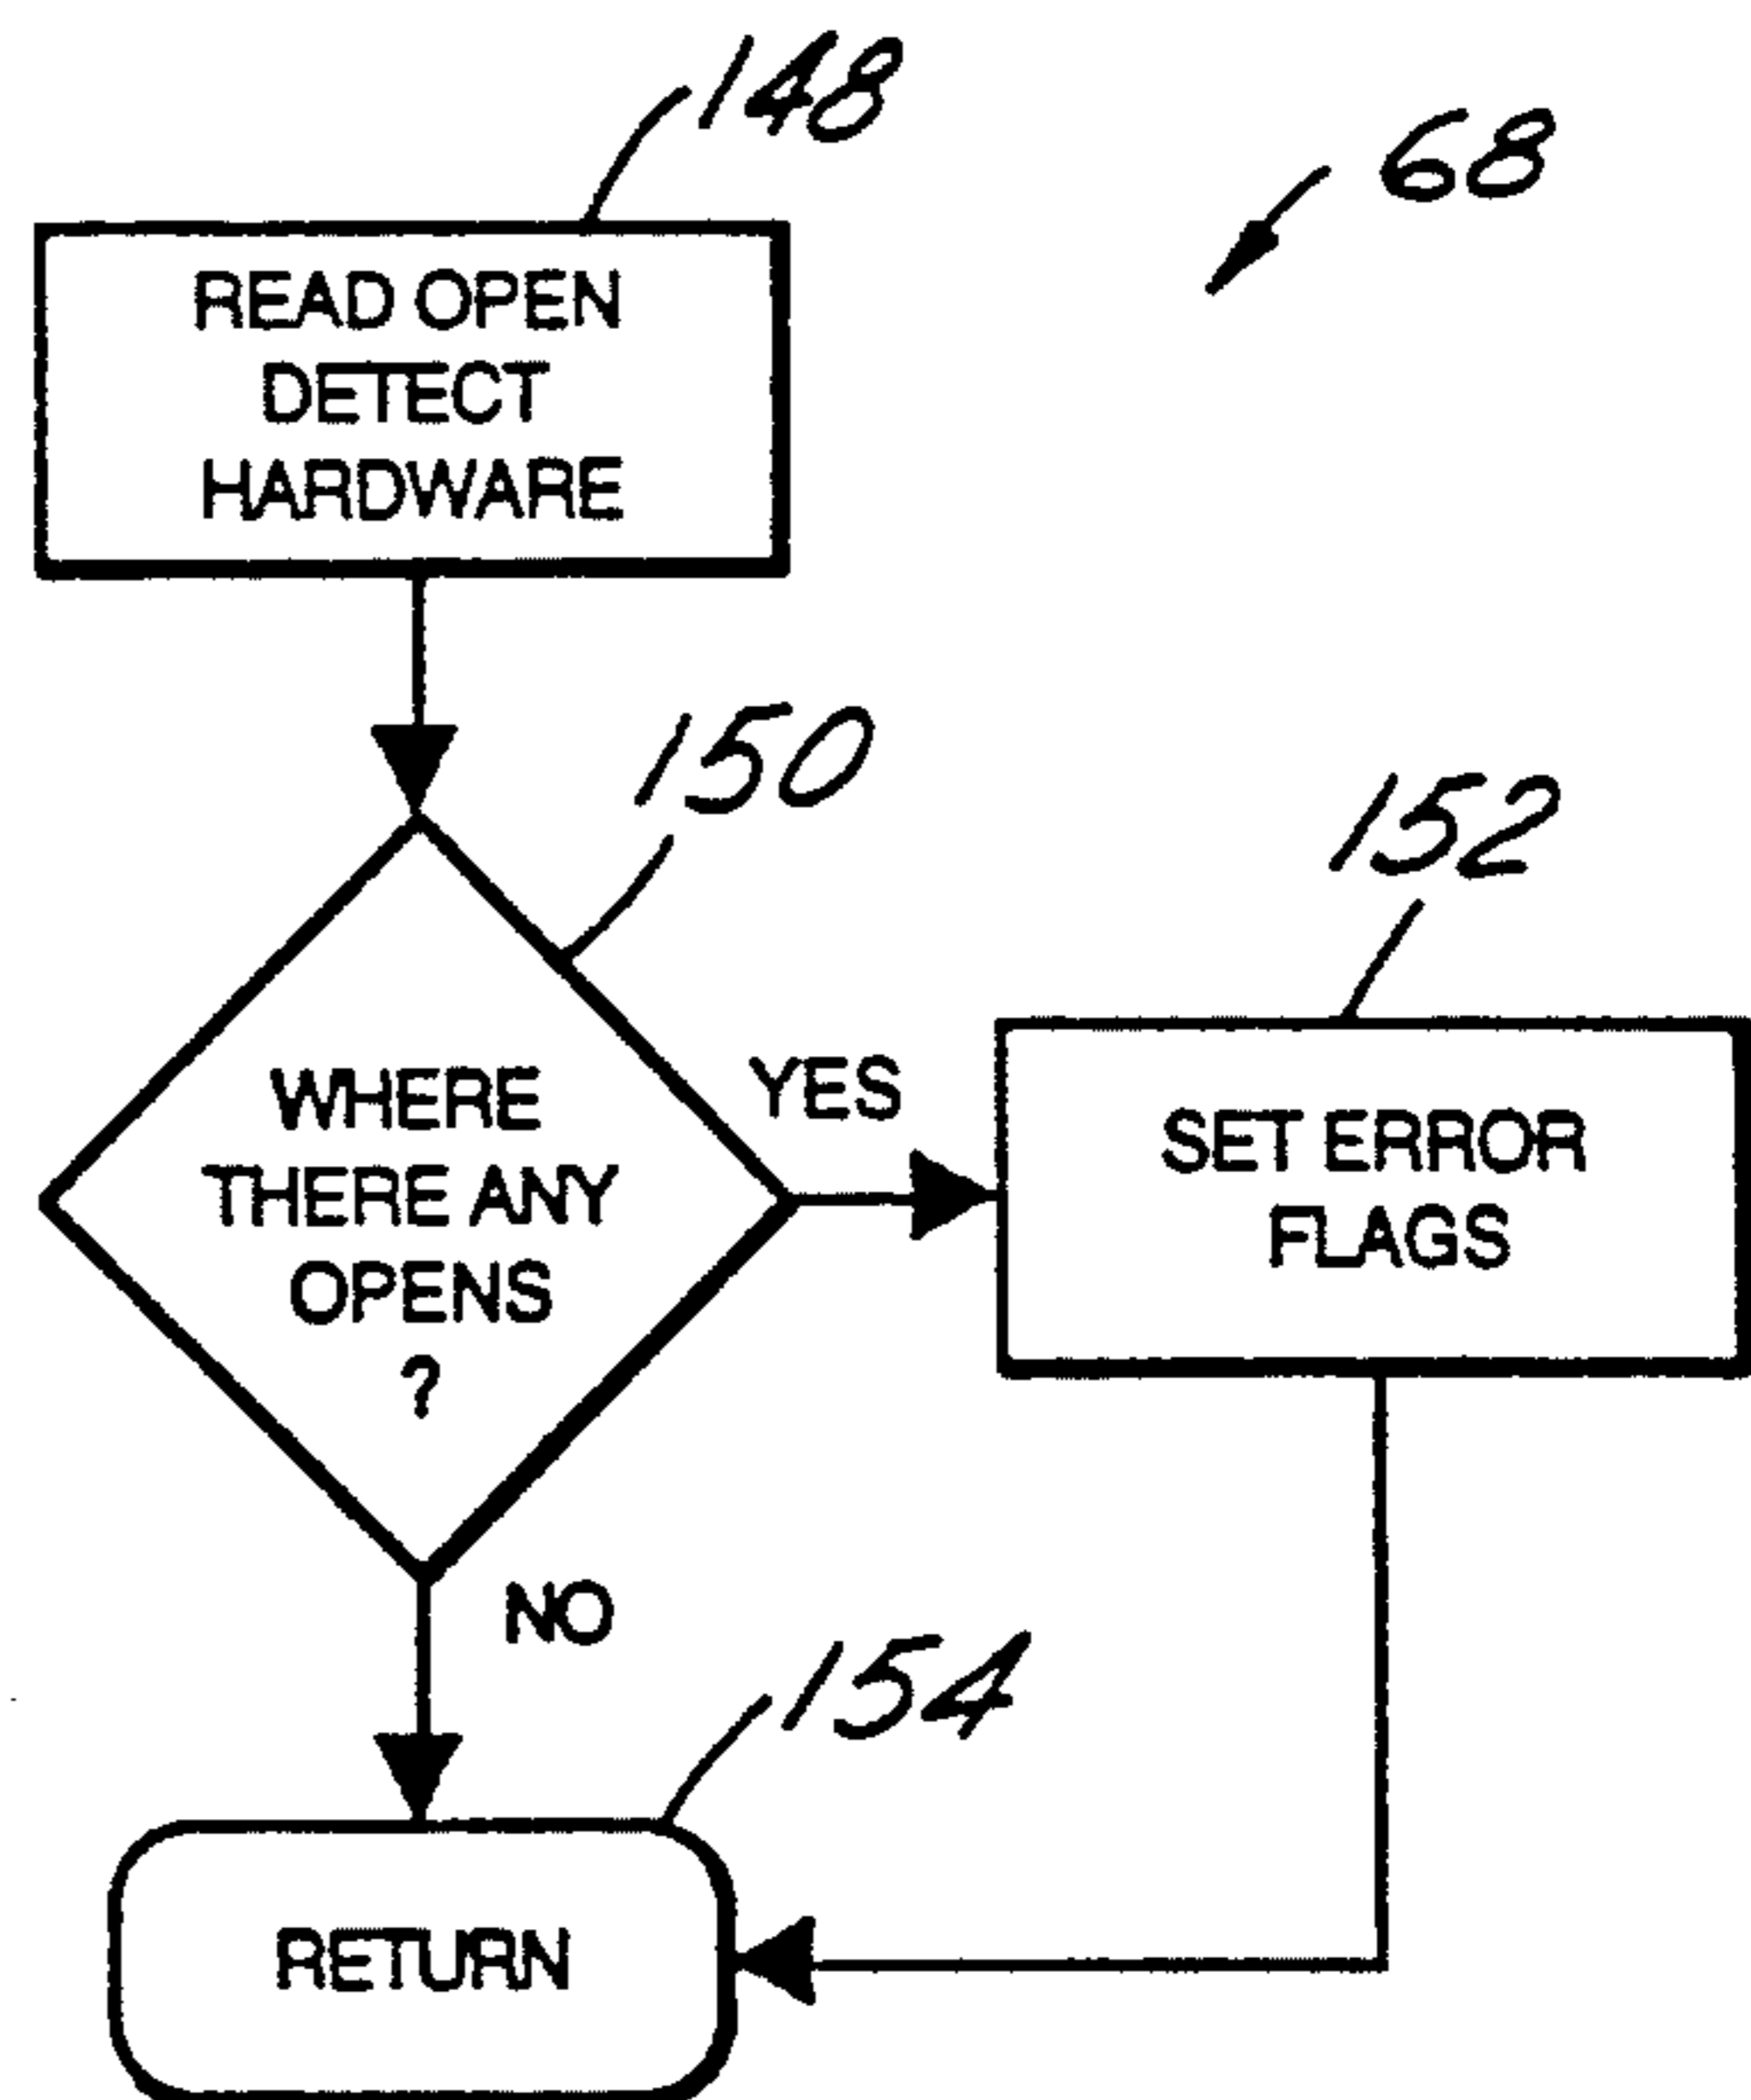 148
68
READ OPEN
DETECT
HARDWARE
150
152
WHERE
THERE ANY
OPENS
?
YES
SET ERROR
FLAGS
NO
154
RETURN